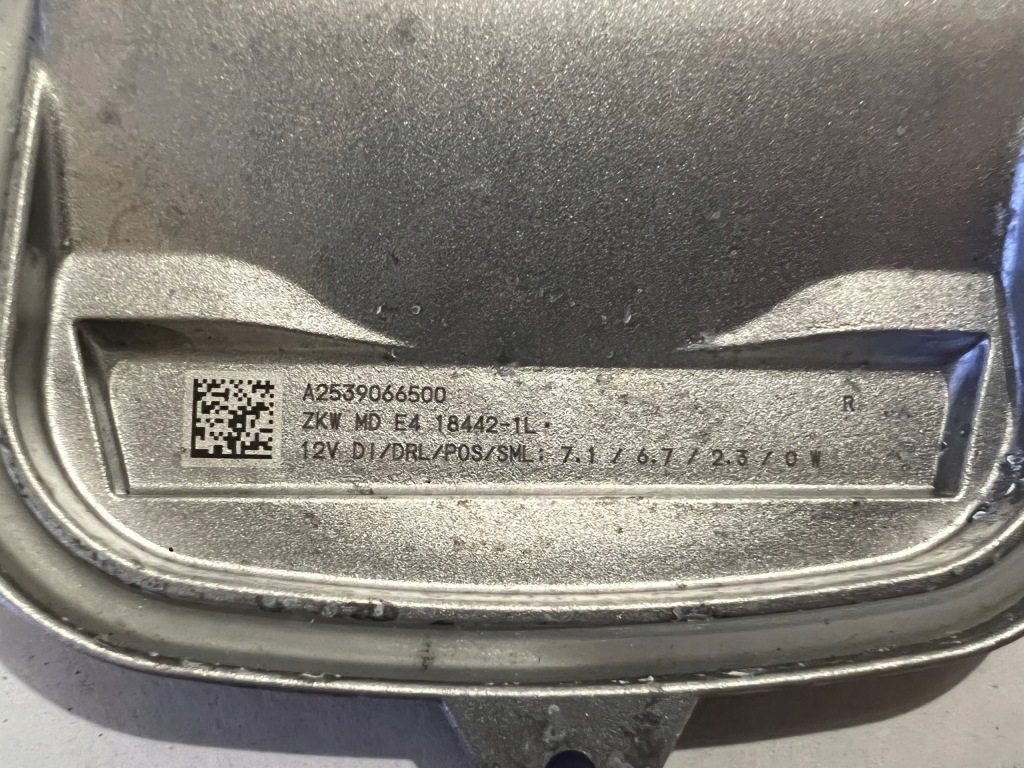 A2539066500
R
ZKW MD E4 18442-1L
12V DI/DRL/POS/SML: 7.1 / 6.7 / 2.3 / 0 W